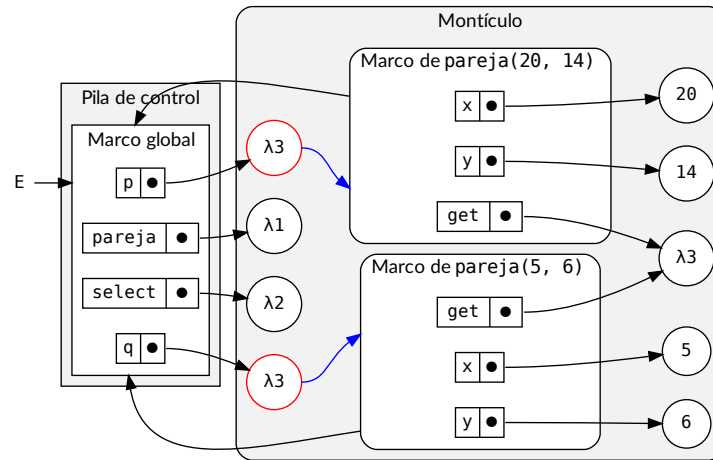 Montículo
Pila de control
Marco global
E
p
pareja
select
q
λ3
λ1
λ2
λ3
Marco de pareja(20, 14)
x
y
get
Marco de pareja(5, 6)
get
x
y
20
14
λ3
5
6